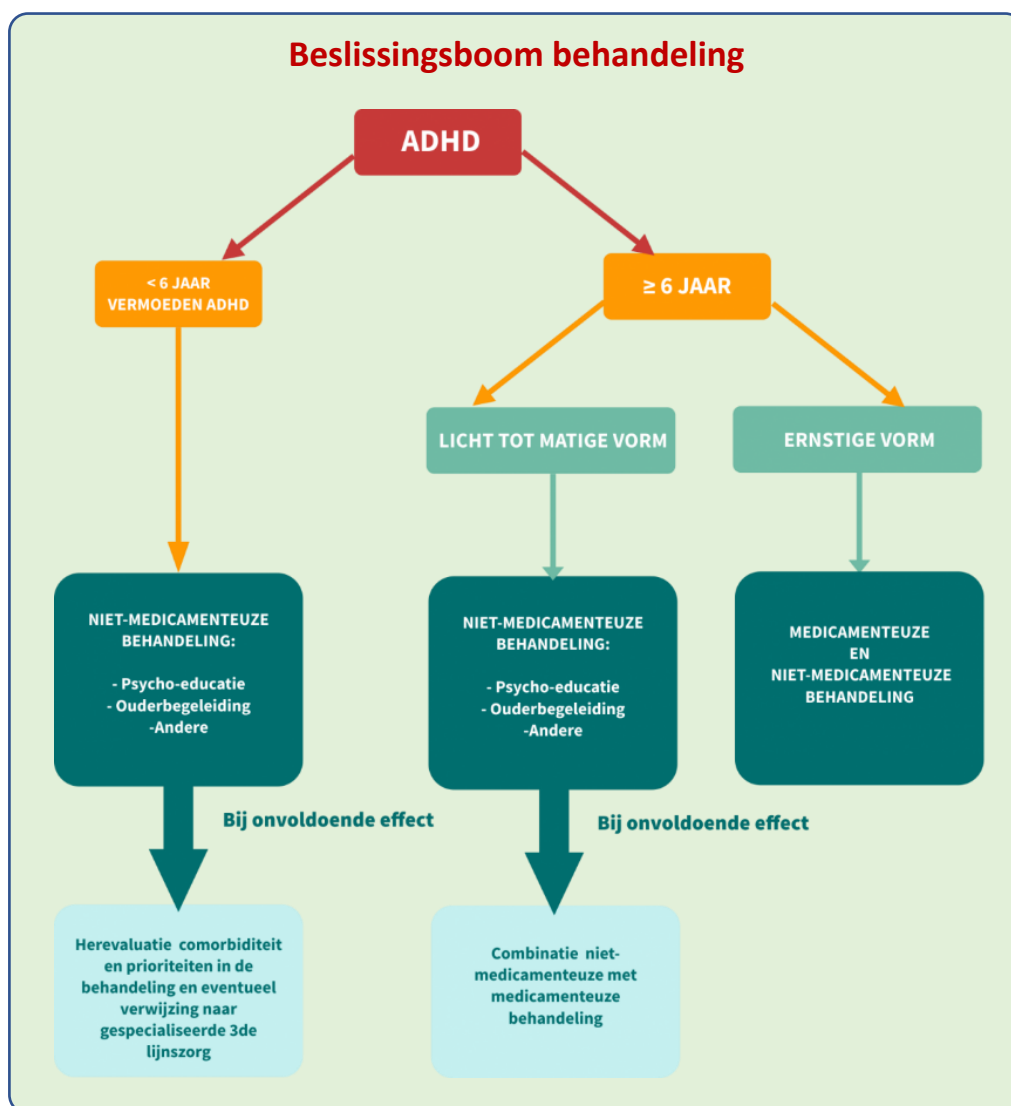 Beslissingsboom behandeling
ADHD
< 6 JAAR
VERMOEDEN ADHD
≥ 6 JAAR
LICHT TOT MATIGE VORM
ERNSTIGE VORM
NIET-MEDICAMENTEUZE
BEHANDELING:
- Psycho-educatie
- Ouderbegeleiding
-Andere
NIET-MEDICAMENTEUZE
BEHANDELING:
- Psycho-educatie
- Ouderbegeleiding
-Andere
MEDICAMENTEUZE
EN
NIET-MEDICAMENTEUZE
BEHANDELING
Bij onvoldoende effect
Bij onvoldoende effect
Herevaluatie comorbiditeit
en prioriteiten in de
behandeling en eventueel
verwijzing naar
gespecialiseerde 3de
lijnszorg
Combinatie niet-
medicamenteuze met
medicamenteuze
behandeling